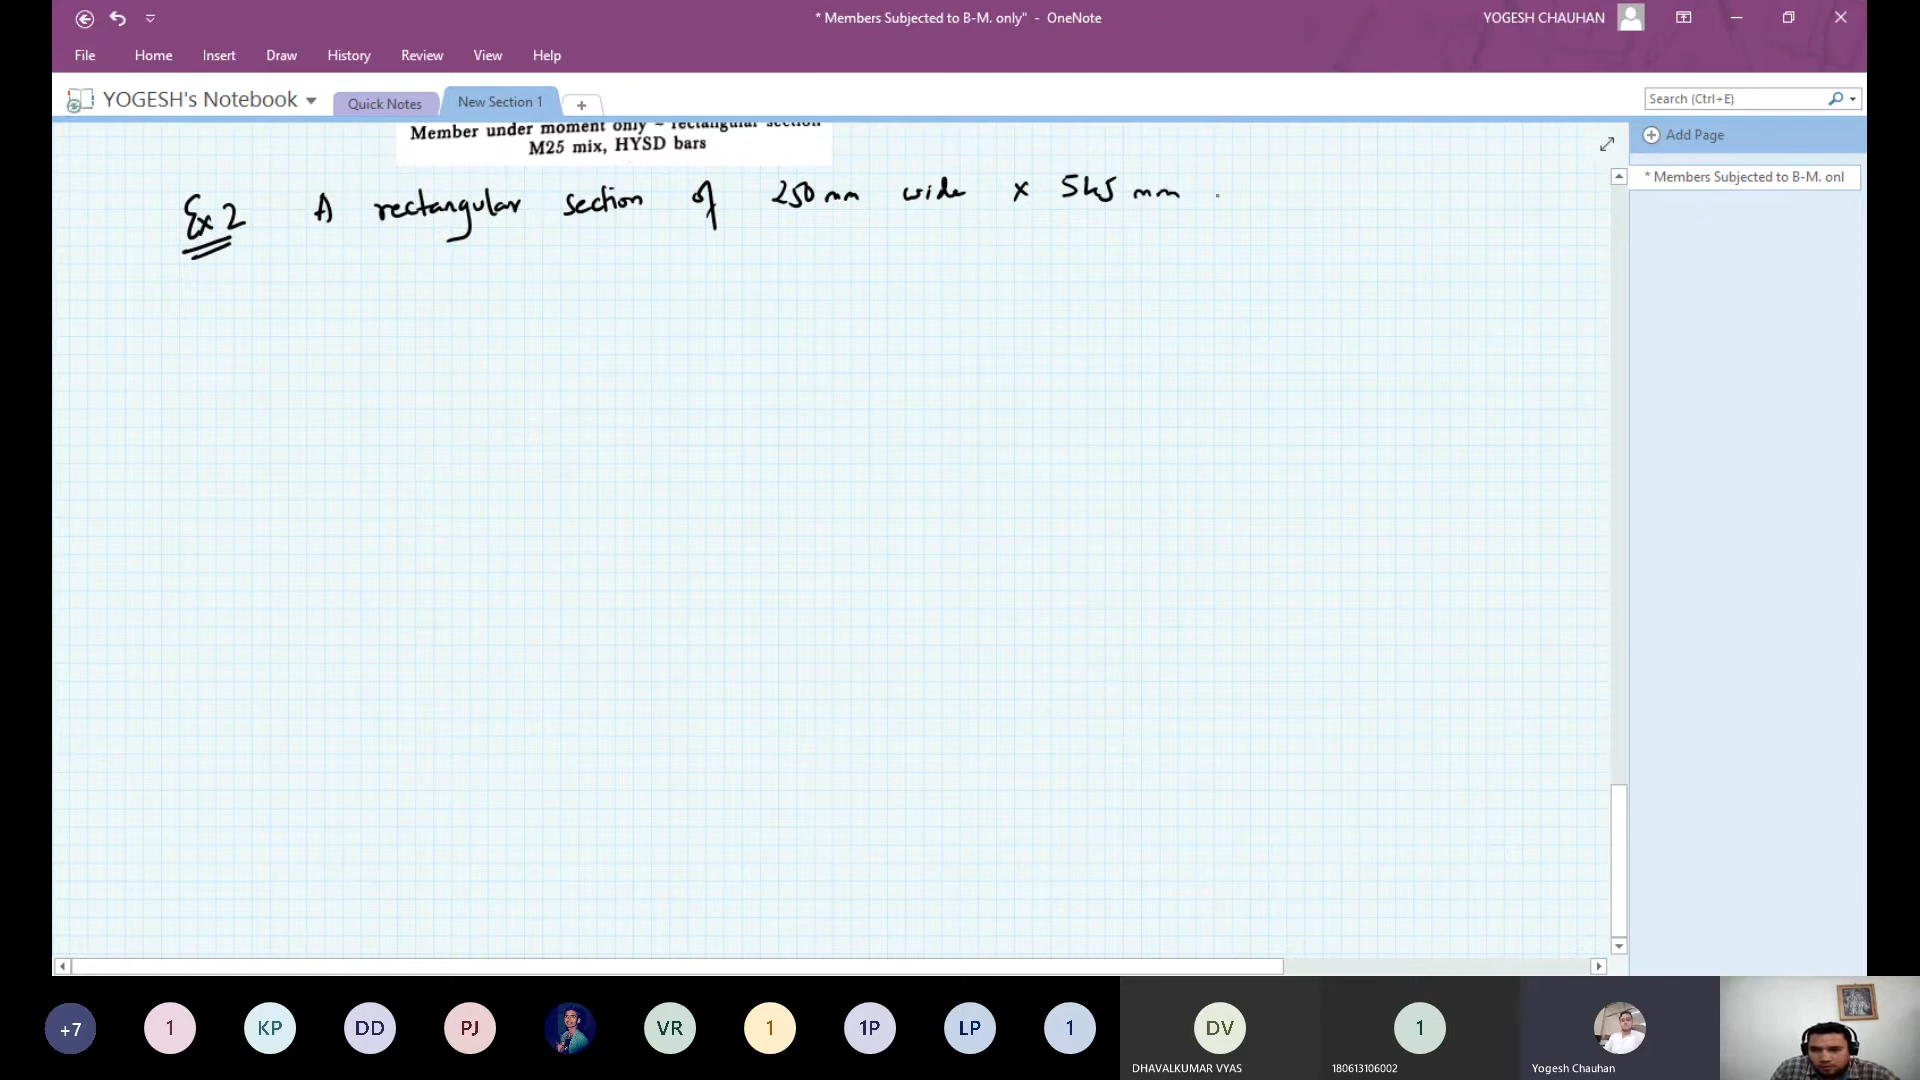 * Members Subjected to B-M. only" - OneNote
YOGESH CHAUHAN
File Home Insert Draw History Review View Help
YOGESH's Notebook
Quick Notes
New Section 1
Search (Ctrl+E)
Add Page
* Members Subjected to B-M. onl
Member under moment only – rectangular section
M25 mix, HYSD bars
Ex 2 A rectangular section of 250 mm wide x 545 mm
+7 1 KP DD PJ VR 1 1P LP 1 DV 1
DHAVALKUMAR VYAS
180613106002
Yogesh Chauhan